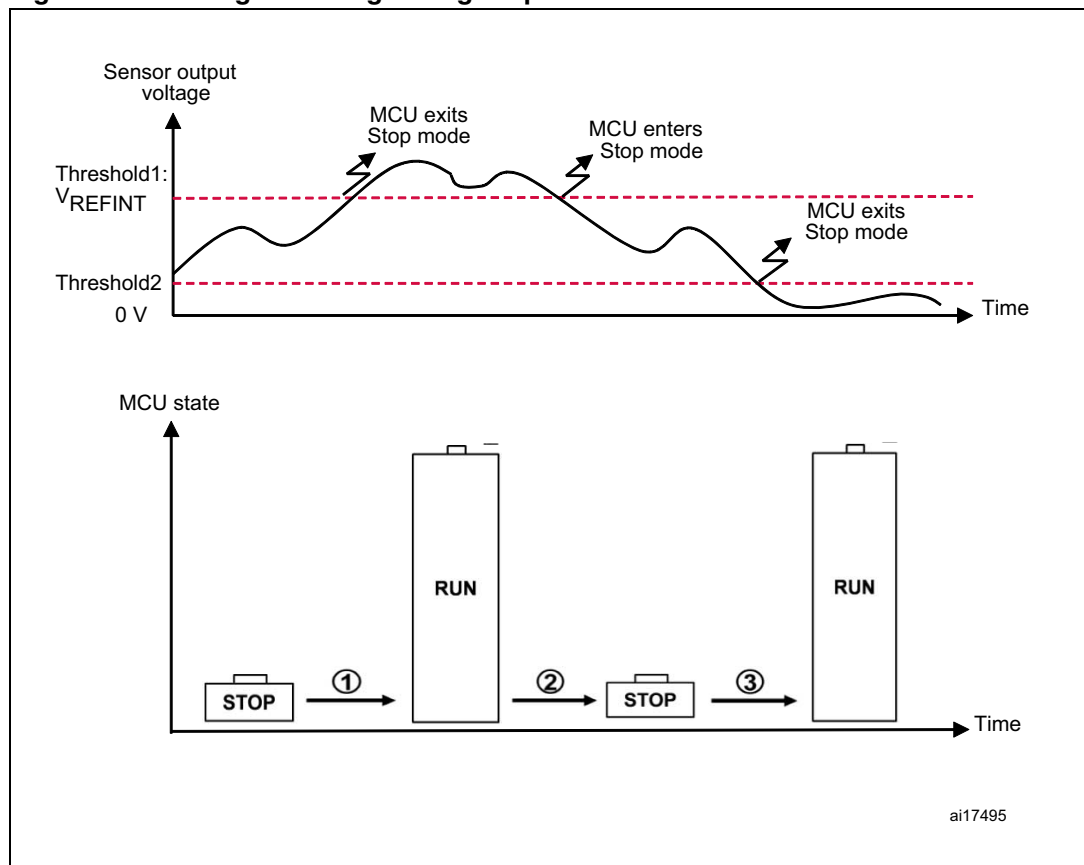 Sensor output
voltage
MCU exits
Stop mode
MCU enters
Stop mode
Threshold1:
VREFINT
MCU exits
Stop mode
Threshold2
0 V
Time
MCU state
RUN
RUN
STOP
①
②
STOP
③
Time
ai17495